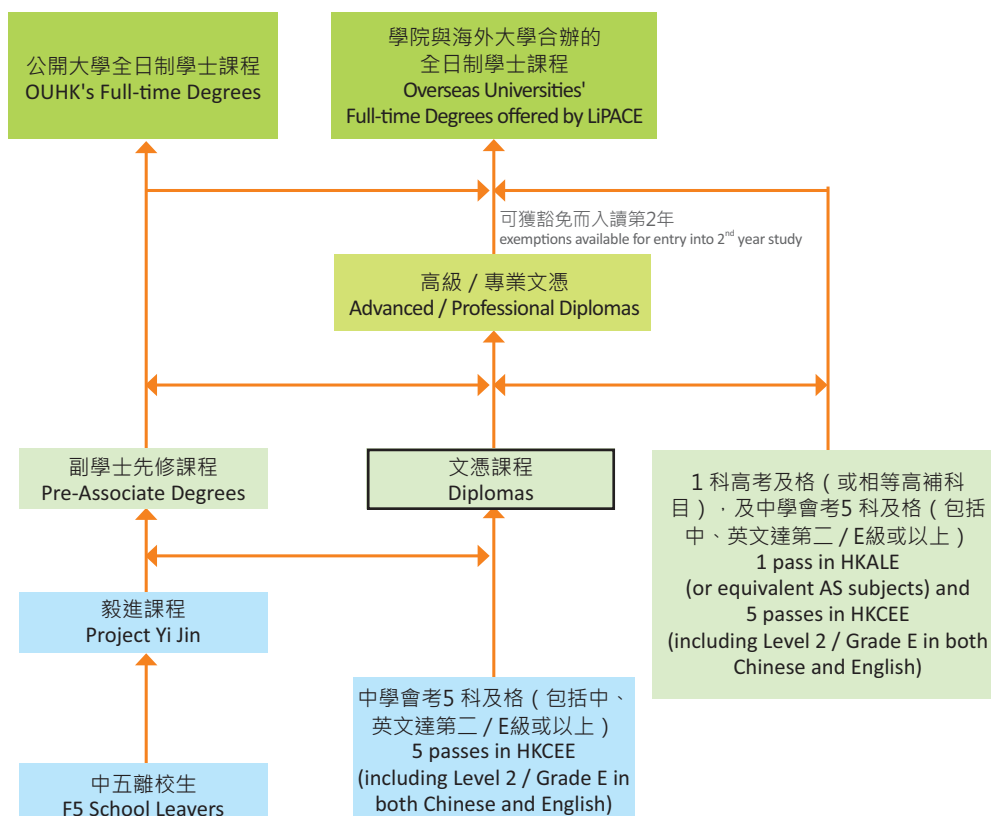 公開大學全日制學士課程
OUHK's Full-time Degrees
學院與海外大學合辦的
全日制學士課程
Overseas Universities'
Full-time Degrees offered by LiPACE
可獲豁免而入讀第2年
exemptions available for entry into 2nd year study
高級 / 專業文憑
Advanced / Professional Diplomas
副學士先修課程
Pre-Associate Degrees
文憑課程
Diplomas
1 科高考及格 ( 或相等高補科
目 ) ，及中學會考5 科及格 ( 包括
中、英文達第二 / E級或以上 )
1 pass in HKALE
(or equivalent AS subjects) and
5 passes in HKCEE
(including Level 2 / Grade E in both
Chinese and English)
毅進課程
Project Yi Jin
中學會考5 科及格 ( 包括中、
英文達第二 / E級或以上 )
5 passes in HKCEE
(including Level 2 / Grade E in
both Chinese and English)
中五離校生
F5 School Leavers